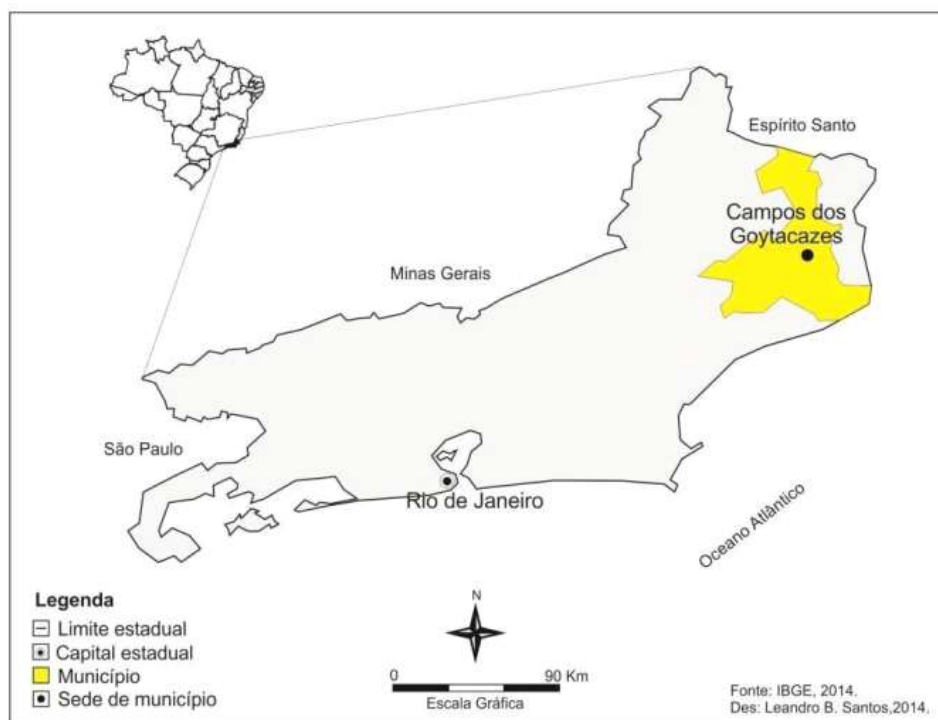 Espírito Santo
Campos dos
Goytacazes
Minas Gerais
São Paulo
Rio de Janeiro
Oceano Atlântico
Legenda
Limite estadual
Capital estadual
Município
Sede de município
N
0 90 Km
Escala Gráfica
Fonte: IBGE, 2014.
Des: Leandro B. Santos,2014.